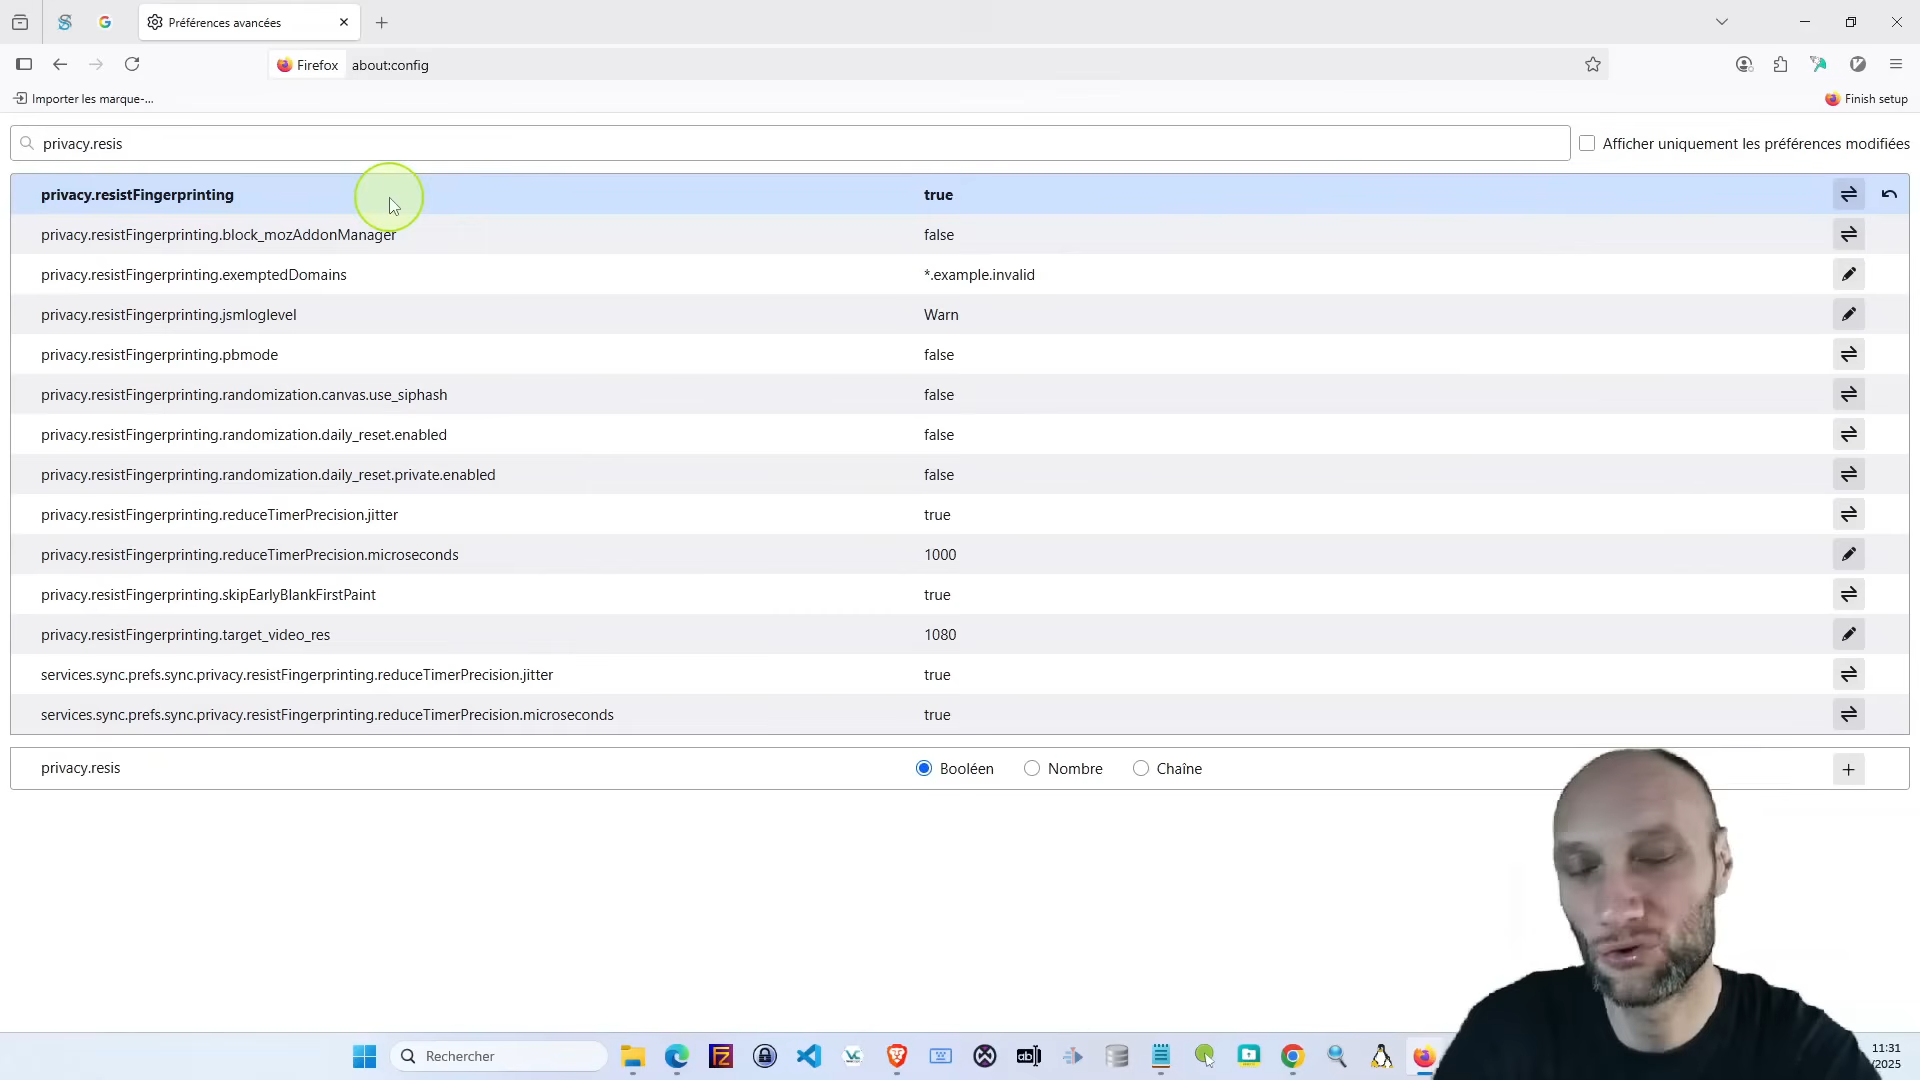 Préférences avancées
Firefox about:config
Importer les marque-...
Finish setup
privacy.resis
Afficher uniquement les préférences modifiées
privacy.resistFingerprinting true
privacy.resistFingerprinting.block_mozAddonManager false
privacy.resistFingerprinting.exemptedDomains *.example.invalid
privacy.resistFingerprinting.jsmloglevel Warn
privacy.resistFingerprinting.pbmode false
privacy.resistFingerprinting.randomization.canvas.use_siphash false
privacy.resistFingerprinting.randomization.daily_reset.enabled false
privacy.resistFingerprinting.randomization.daily_reset.private.enabled false
privacy.resistFingerprinting.reduceTimerPrecision.jitter true
privacy.resistFingerprinting.reduceTimerPrecision.microseconds 1000
privacy.resistFingerprinting.skipEarlyBlankFirstPaint true
privacy.resistFingerprinting.target_video_res 1080
services.sync.prefs.sync.privacy.resistFingerprinting.reduceTimerPrecision.jitter true
services.sync.prefs.sync.privacy.resistFingerprinting.reduceTimerPrecision.microseconds true
privacy.resis Booléen Nombre Chaîne
Rechercher
11:31
/2025